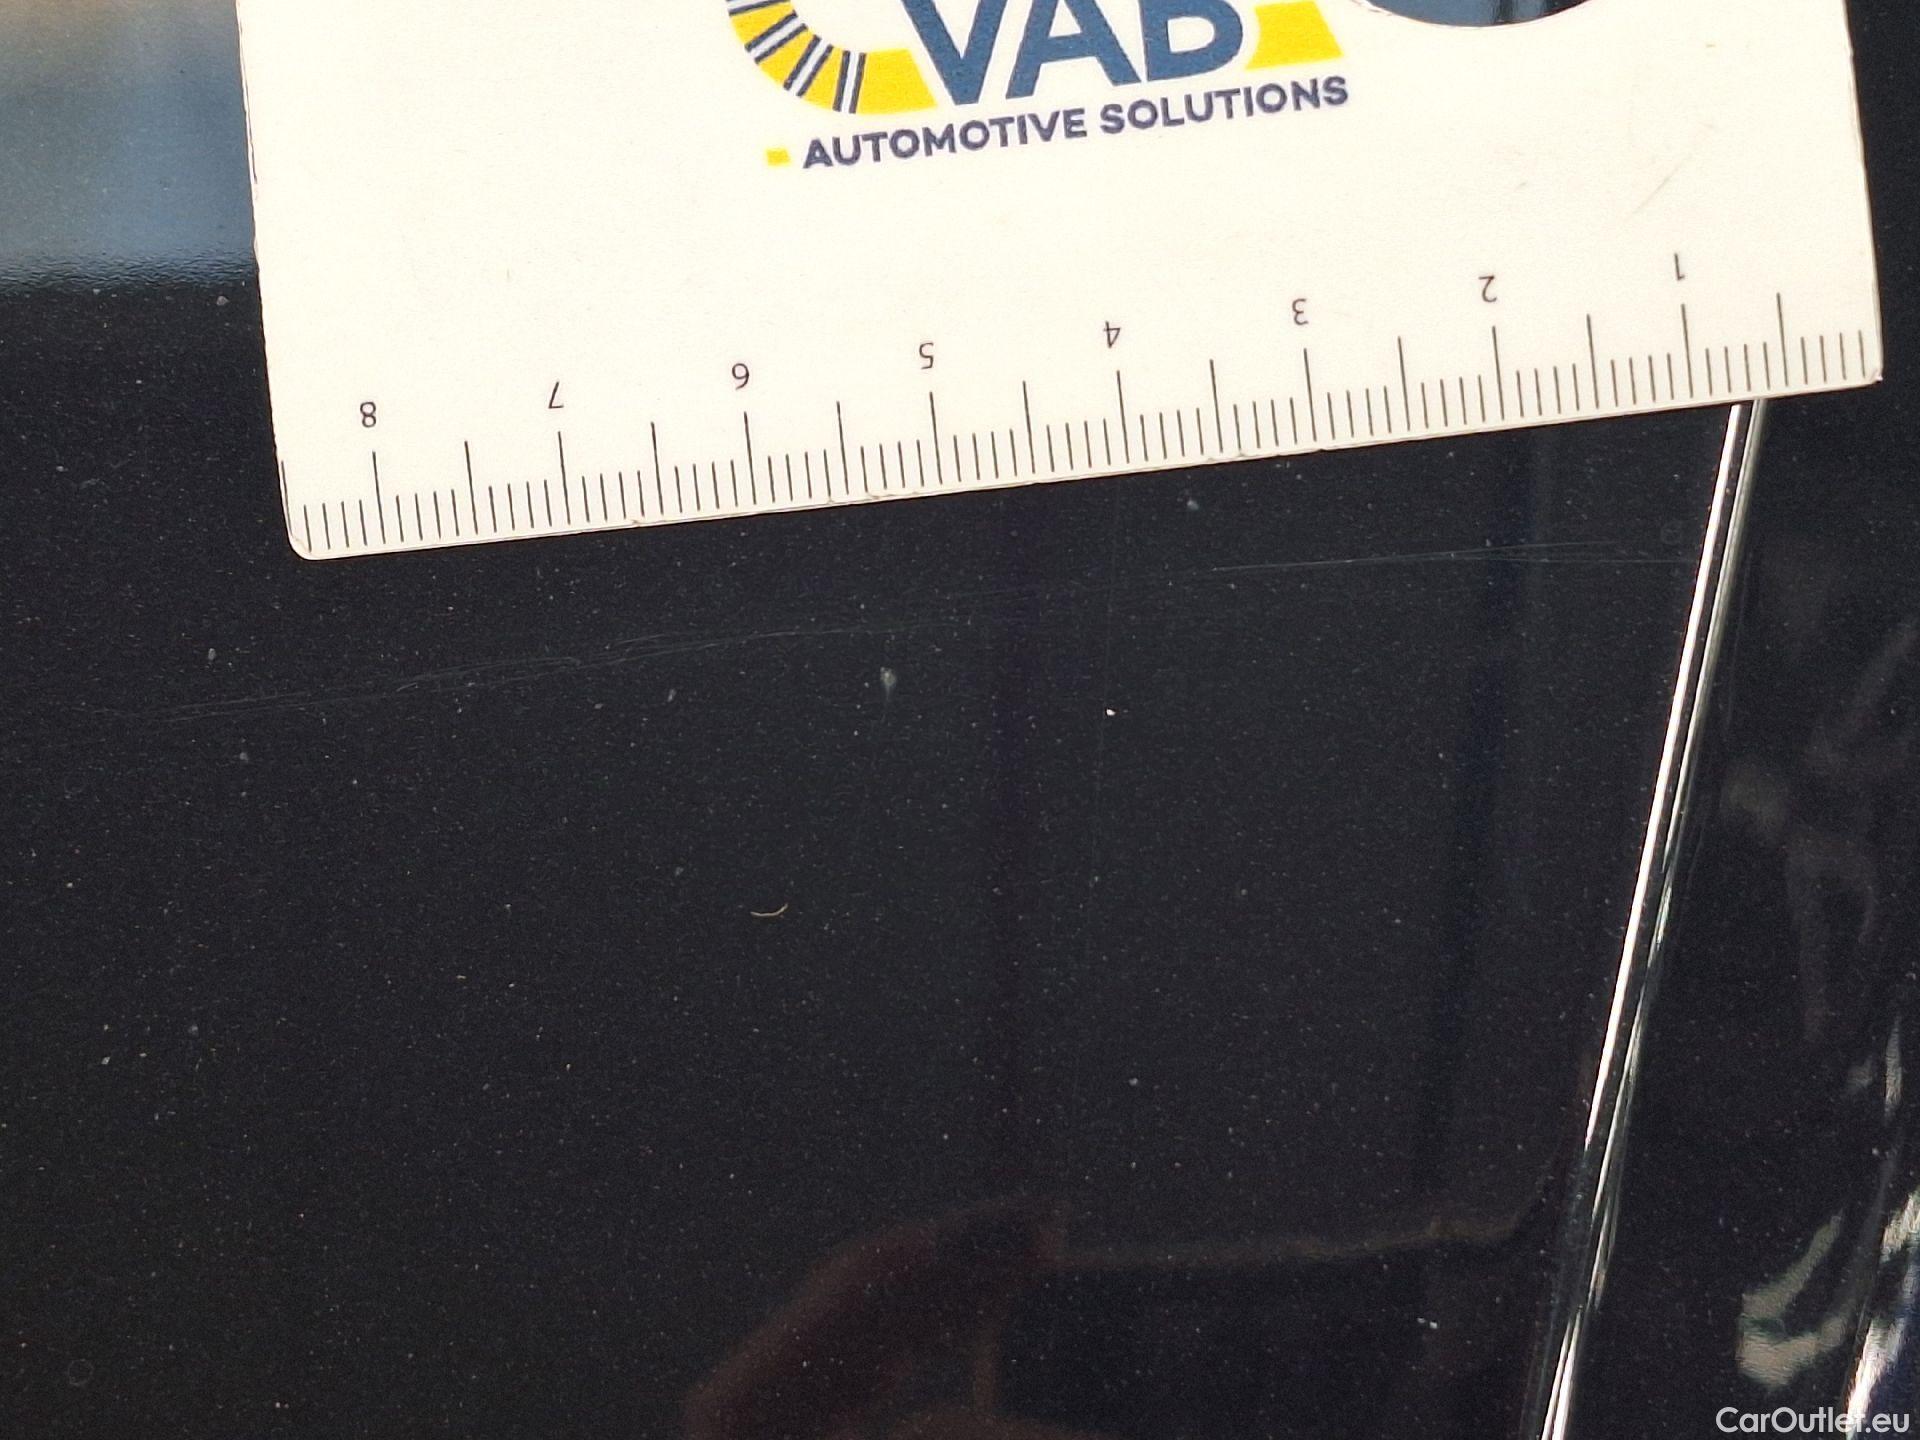 VAB
AUTOMOTIVE SOLUTIONS
8 7 6 5 4 3 2 1
CarOutlet.eu